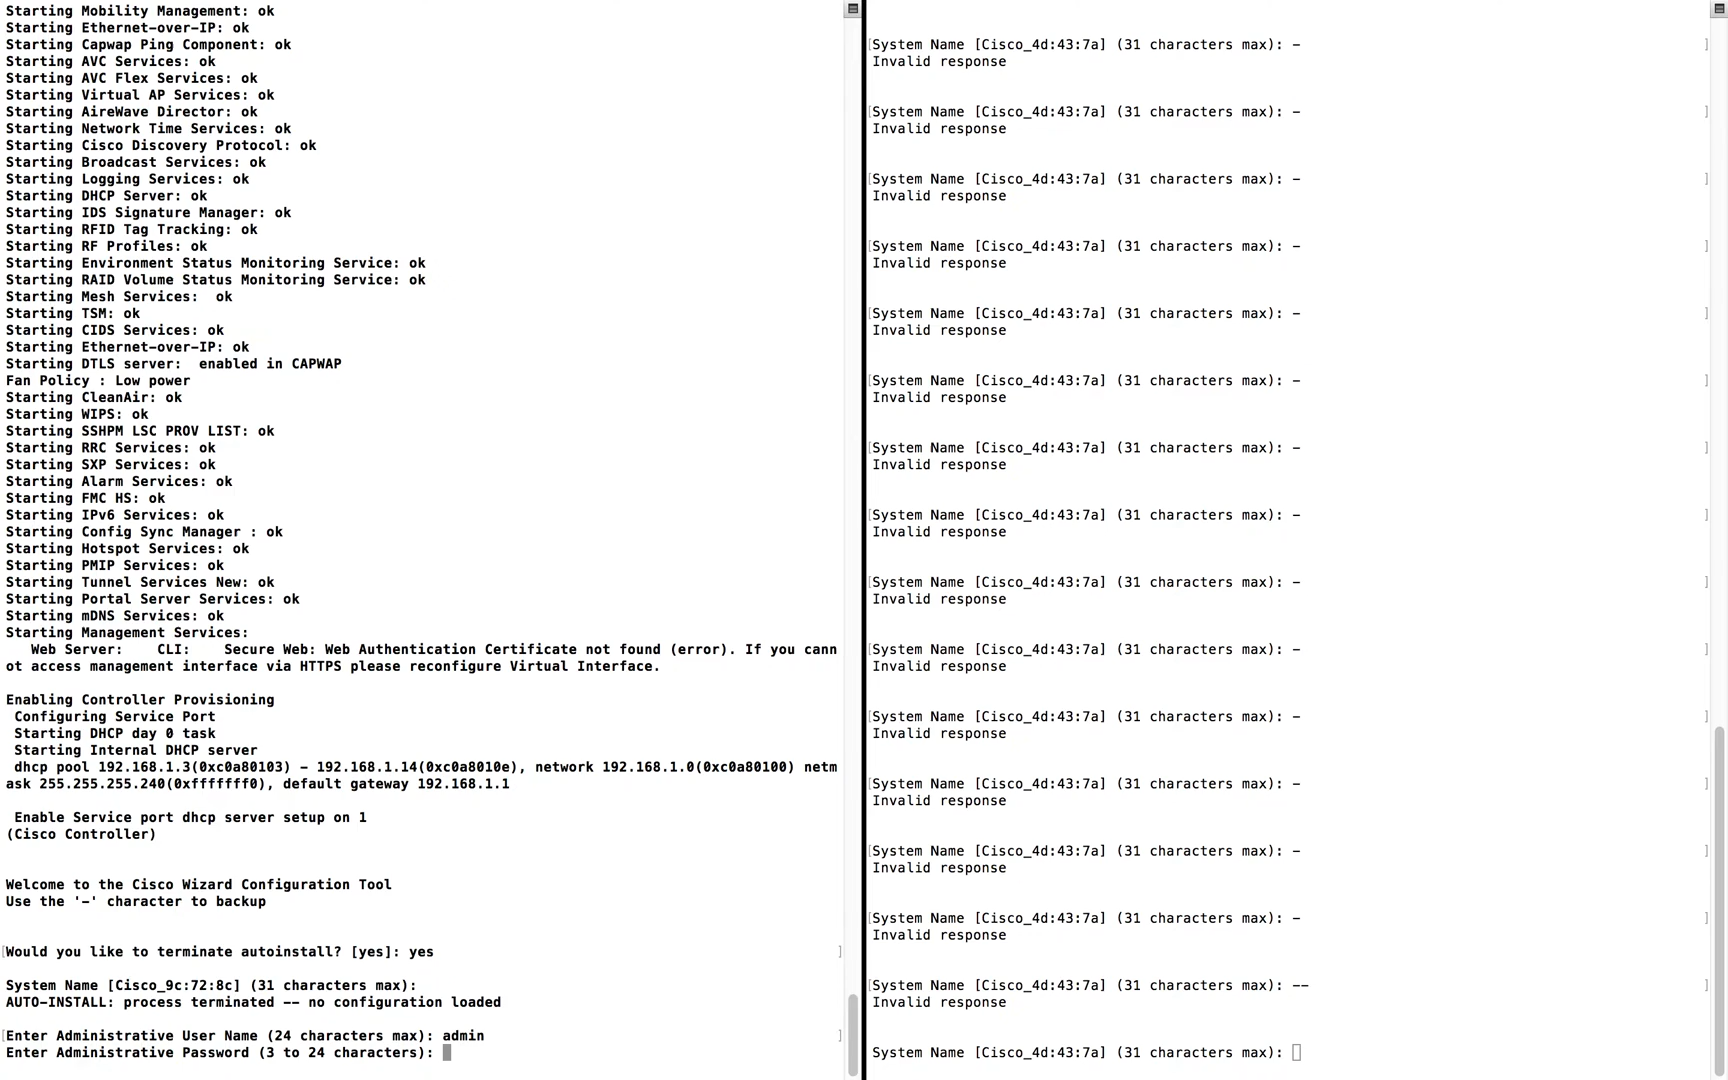 Starting Mobility Management: ok
Starting Ethernet-over-IP: ok
Starting Capwap Ping Component: ok
Starting AVC Services: ok
Starting AVC Flex Services: ok
Starting Virtual AP Services: ok
Starting AireWave Director: ok
Starting Network Time Services: ok
Starting Cisco Discovery Protocol: ok
Starting Broadcast Services: ok
Starting Logging Services: ok
Starting DHCP Server: ok
Starting IDS Signature Manager: ok
Starting RFID Tag Tracking: ok
Starting RF Profiles: ok
Starting Environment Status Monitoring Service: ok
Starting RAID Volume Status Monitoring Service: ok
Starting Mesh Services:  ok
Starting TSM: ok
Starting CIDS Services: ok
Starting Ethernet-over-IP: ok
Starting DTLS server:  enabled in CAPWAP
Fan Policy : Low power
Starting CleanAir: ok
Starting WIPS: ok
Starting SSHPM LSC PROV LIST: ok
Starting RRC Services: ok
Starting SXP Services: ok
Starting Alarm Services: ok
Starting FMC HS: ok
Starting IPv6 Services: ok
Starting Config Sync Manager : ok
Starting Hotspot Services: ok
Starting PMIP Services: ok
Starting Tunnel Services New: ok
Starting Portal Server Services: ok
Starting mDNS Services: ok
Starting Management Services:
   Web Server:    CLI:    Secure Web: Web Authentication Certificate not found (error). If you cann
ot access management interface via HTTPS please reconfigure Virtual Interface.
Enabling Controller Provisioning
 Configuring Service Port
 Starting DHCP day 0 task
 Starting Internal DHCP server
 dhcp pool 192.168.1.3(0xc0a80103) – 192.168.1.14(0xc0a8010e), network 192.168.1.0(0xc0a80100) netm
ask 255.255.255.240(0xfffffff0), default gateway 192.168.1.1
 Enable Service port dhcp server setup on 1
(Cisco Controller)
Welcome to the Cisco Wizard Configuration Tool
Use the '-' character to backup
[Would you like to terminate autoinstall? [yes]: yes ]
System Name [Cisco_9c:72:8c] (31 characters max):
AUTO-INSTALL: process terminated -- no configuration loaded
[Enter Administrative User Name (24 characters max): admin ]
Enter Administrative Password (3 to 24 characters):
[System Name [Cisco_4d:43:7a] (31 characters max): - ]
Invalid response
[System Name [Cisco_4d:43:7a] (31 characters max): - ]
Invalid response
[System Name [Cisco_4d:43:7a] (31 characters max): - ]
Invalid response
[System Name [Cisco_4d:43:7a] (31 characters max): - ]
Invalid response
[System Name [Cisco_4d:43:7a] (31 characters max): - ]
Invalid response
[System Name [Cisco_4d:43:7a] (31 characters max): - ]
Invalid response
[System Name [Cisco_4d:43:7a] (31 characters max): - ]
Invalid response
[System Name [Cisco_4d:43:7a] (31 characters max): - ]
Invalid response
[System Name [Cisco_4d:43:7a] (31 characters max): - ]
Invalid response
[System Name [Cisco_4d:43:7a] (31 characters max): - ]
Invalid response
[System Name [Cisco_4d:43:7a] (31 characters max): - ]
Invalid response
[System Name [Cisco_4d:43:7a] (31 characters max): - ]
Invalid response
[System Name [Cisco_4d:43:7a] (31 characters max): - ]
Invalid response
[System Name [Cisco_4d:43:7a] (31 characters max): - ]
Invalid response
[System Name [Cisco_4d:43:7a] (31 characters max): -- ]
Invalid response
System Name [Cisco_4d:43:7a] (31 characters max):